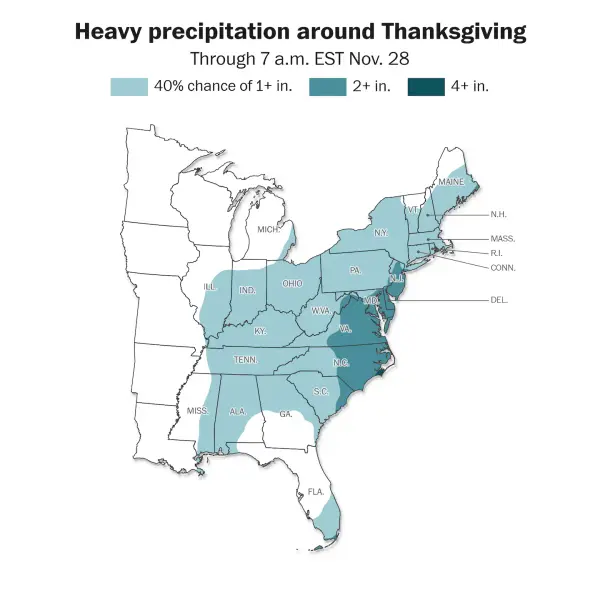 Heavy precipitation around Thanksgiving
Through 7 a.m. EST Nov. 28
40% chance of 1+ in. 2+ in. 4+ in.
MAINE
VT.
N.H.
MICH.
N.Y.
MASS.
R.I.
CONN.
PA.
N.J.
ILL.
IND.
OHIO
MD.
DEL.
W.VA.
VA.
KY.
TENN.
N.C.
S.C.
MISS.
ALA.
GA.
FLA.